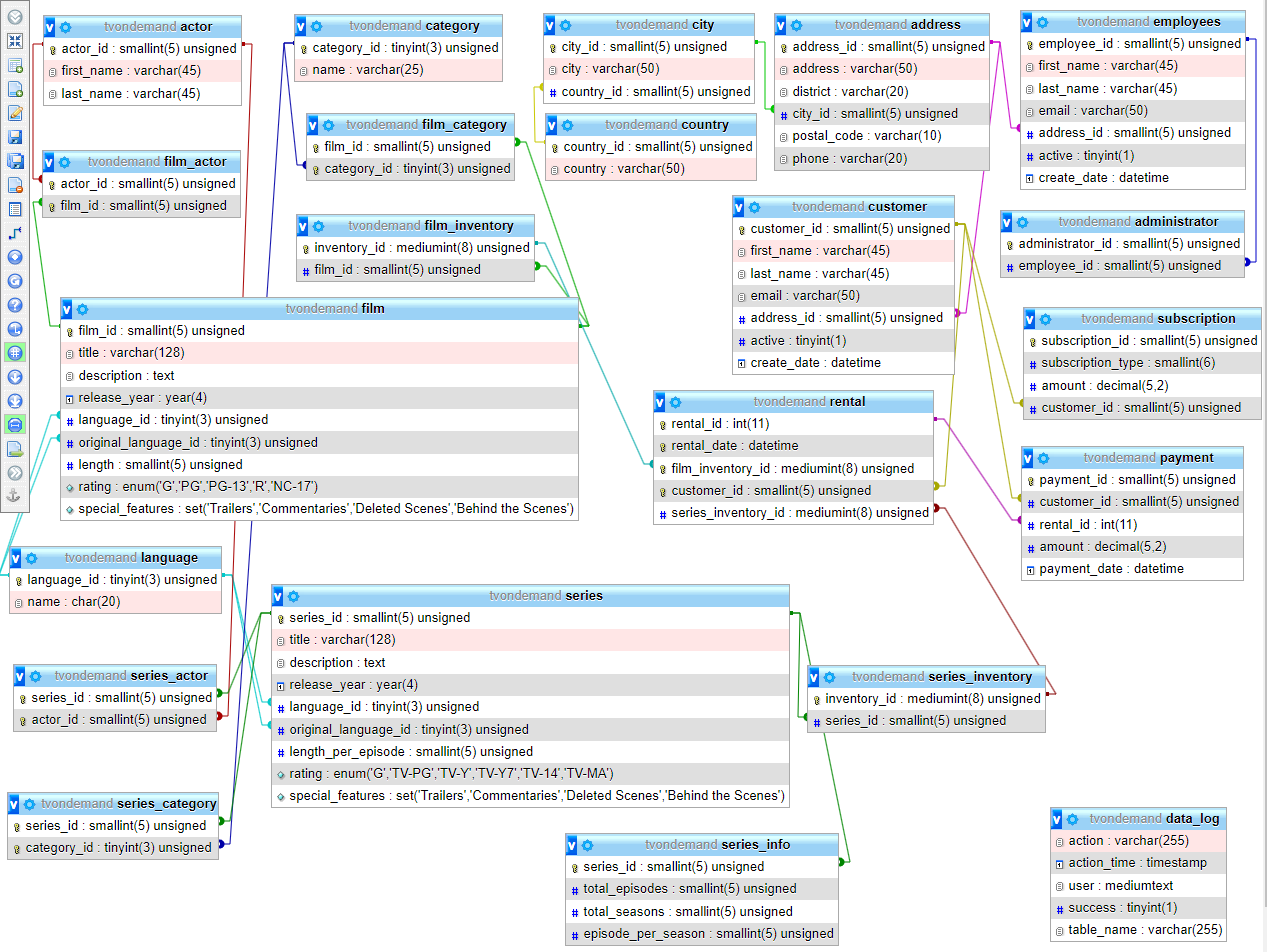 tvondemand actor
actor_id : smallint(5) unsigned
first_name : varchar(45)
last_name : varchar(45)
tvondemand category
category_id : tinyint(3) unsigned
name : varchar(25)
tvondemand city
city_id : smallint(5) unsigned
city : varchar(50)
country_id : smallint(5) unsigned
tvondemand address
address_id : smallint(5) unsigned
address : varchar(50)
district : varchar(20)
city_id : smallint(5) unsigned
postal_code : varchar(10)
phone : varchar(20)
tvondemand employees
employee_id : smallint(5) unsigned
first_name : varchar(45)
last_name : varchar(45)
email : varchar(50)
address_id : smallint(5) unsigned
active : tinyint(1)
create_date : datetime
tvondemand film_category
film_id : smallint(5) unsigned
category_id : tinyint(3) unsigned
tvondemand country
country_id : smallint(5) unsigned
country : varchar(50)
tvondemand film_actor
actor_id : smallint(5) unsigned
film_id : smallint(5) unsigned
tvondemand film_inventory
inventory_id : mediumint(8) unsigned
film_id : smallint(5) unsigned
tvondemand customer
customer_id : smallint(5) unsigned
first_name : varchar(45)
last_name : varchar(45)
email : varchar(50)
address_id : smallint(5) unsigned
active : tinyint(1)
create_date : datetime
tvondemand administrator
administrator_id : smallint(5) unsigned
employee_id : smallint(5) unsigned
tvondemand film
film_id : smallint(5) unsigned
title : varchar(128)
description : text
release_year : year(4)
language_id : tinyint(3) unsigned
original_language_id : tinyint(3) unsigned
length : smallint(5) unsigned
rating : enum('G','PG','PG-13','R','NC-17')
special_features : set('Trailers','Commentaries','Deleted Scenes','Behind the Scenes')
tvondemand subscription
subscription_id : smallint(5) unsigned
subscription_type : smallint(6)
amount : decimal(5,2)
customer_id : smallint(5) unsigned
tvondemand rental
rental_id : int(11)
rental_date : datetime
film_inventory_id : mediumint(8) unsigned
customer_id : smallint(5) unsigned
series_inventory_id : mediumint(8) unsigned
tvondemand payment
payment_id : smallint(5) unsigned
customer_id : smallint(5) unsigned
rental_id : int(11)
amount : decimal(5,2)
payment_date : datetime
tvondemand language
language_id : tinyint(3) unsigned
name : char(20)
tvondemand series
series_id : smallint(5) unsigned
title : varchar(128)
description : text
release_year : year(4)
language_id : tinyint(3) unsigned
original_language_id : tinyint(3) unsigned
length_per_episode : smallint(5) unsigned
rating : enum('G','TV-PG','TV-Y','TV-Y7','TV-14','TV-MA')
special_features : set('Trailers','Commentaries','Deleted Scenes','Behind the Scenes')
tvondemand series_actor
series_id : smallint(5) unsigned
actor_id : smallint(5) unsigned
tvondemand series_inventory
inventory_id : mediumint(8) unsigned
series_id : smallint(5) unsigned
tvondemand series_category
series_id : smallint(5) unsigned
category_id : tinyint(3) unsigned
tvondemand series_info
series_id : smallint(5) unsigned
total_episodes : smallint(5) unsigned
total_seasons : smallint(5) unsigned
episode_per_season : smallint(5) unsigned
tvondemand data_log
action : varchar(255)
action_time : timestamp
user : mediumtext
success : tinyint(1)
table_name : varchar(255)